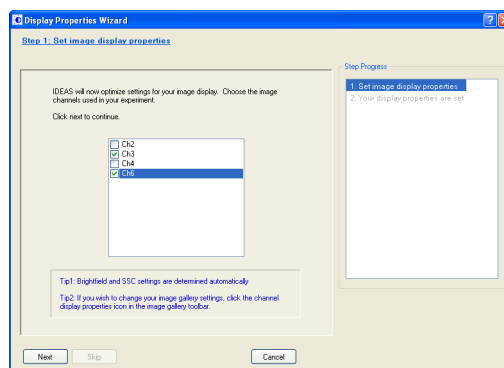 Display Properties Wizard
Step 1: Set image display properties
IDEAS will now optimize settings for your image display. Choose the image
channels used in your experiment.
Click next to continue.
Ch2
Ch3
Ch4
Ch6
Tip1: Brightfield and SSC settings are determined automatically
Tip2: If you wish to change your image gallery settings, click the channel
display properties icon in the image gallery toolbar.
Step Progress
1. Set image display properties
2. Your display properties are set
Next
Skip
Cancel